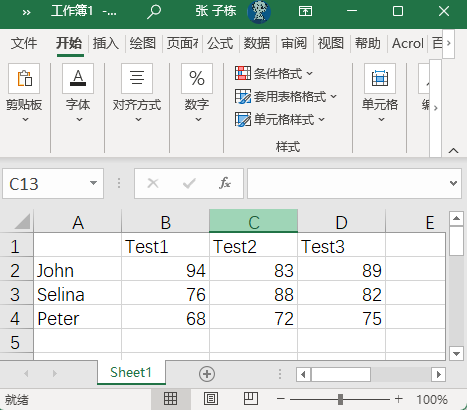 » 工作簿1 -... 张 子栋
文件 开始 插入 绘图 页面布 公式 数据 审阅 视图 帮助 Acrol 百
剪贴板 字体 对齐方式 % 数字 条件格式 套用表格格式 单元格样式 样式 单元格 编
C13 fx
A B C D E
1 Test1 Test2 Test3
2 John 94 83 89
3 Selina 76 88 82
4 Peter 68 72 75
5
Sheet1
就绪 100%